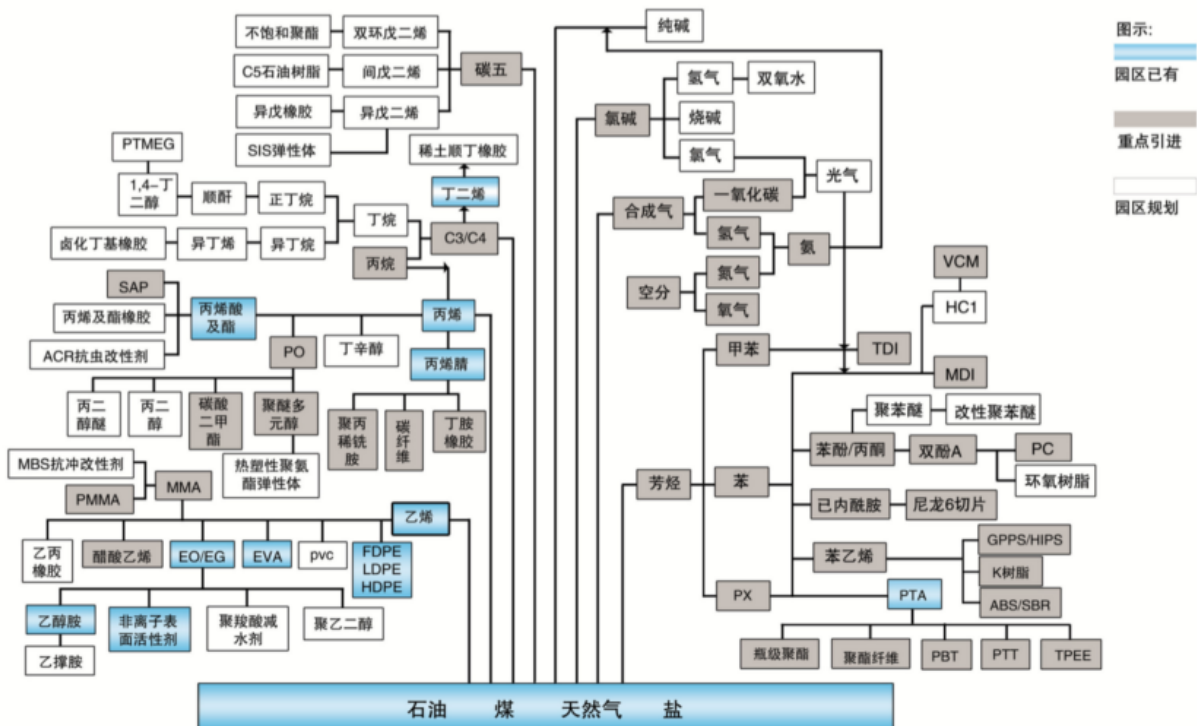 图示:
园区已有
重点引进
园区规划
不饱和聚酯
双环戊二烯
C5石油树脂
间戊二烯
碳五
异戊橡胶
异戊二烯
SIS弹性体
PTMEG
1,4-丁
二醇
顺酐
正丁烷
丁烷
卤化丁基橡胶
异丁烯
异丁烷
稀土顺丁橡胶
丁二烯
C3/C4
丙烷
SAP
丙烯及酯橡胶
ACR抗虫改性剂
丙烯酸
及酯
丙烯
PO
丁辛醇
丙烯腈
丙二
醇醚
丙二
醇
碳酸
二甲
酯
聚醚多
元醇
热塑性聚氨
酯弹性体
聚丙
稀铣
胺
碳
纤
维
丁胺
橡胶
MBS抗冲改性剂
PMMA
MMA
乙烯
乙丙
橡胶
醋酸乙烯
EO/EG
EVA
pvc
FDPE
LDPE
HDPE
乙醇胺
非离子表
面活性剂
聚羧酸减
水剂
聚乙二醇
乙撑胺
纯碱
氯碱
氢气
双氧水
烧碱
氯气
光气
合成气
一氧化碳
氢气
氨
空分
氮气
氧气
VCM
HC1
甲苯
TDI
MDI
聚苯醚
改性聚苯醚
苯酚/丙酮
双酚A
PC
环氧树脂
芳烃
苯
已内酰胺
尼龙6切片
苯乙烯
GPPS/HIPS
K树脂
ABS/SBR
PX
PTA
瓶级聚酯
聚酯纤维
PBT
PTT
TPEE
石油 煤 天然气 盐